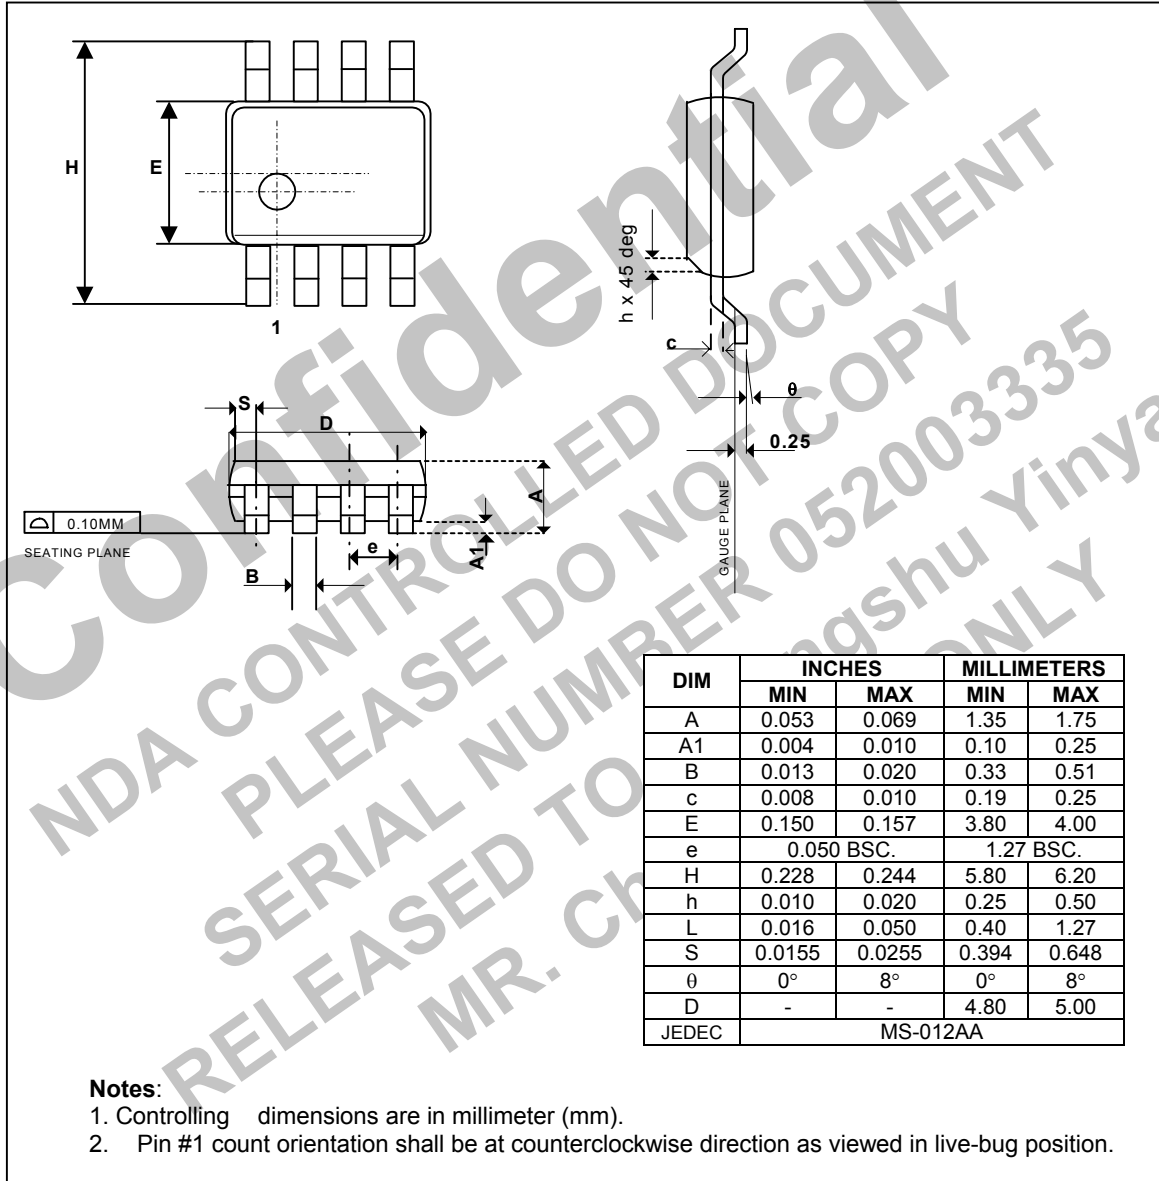 H
E
1
h x 45 deg
c
θ
0.25
GAUGE PLANE
S
D
A
A1
0.10MM
SEATING PLANE
e
B
DIM INCHES MILLIMETERS
MIN MAX MIN MAX
A 0.053 0.069 1.35 1.75
A1 0.004 0.010 0.10 0.25
B 0.013 0.020 0.33 0.51
c 0.008 0.010 0.19 0.25
E 0.150 0.157 3.80 4.00
e 0.050 BSC. 1.27 BSC.
H 0.228 0.244 5.80 6.20
h 0.010 0.020 0.25 0.50
L 0.016 0.050 0.40 1.27
S 0.0155 0.0255 0.394 0.648
θ 0° 8° 0° 8°
D - - 4.80 5.00
JEDEC MS-012AA
Notes:
1. Controlling dimensions are in millimeter (mm).
2. Pin #1 count orientation shall be at counterclockwise direction as viewed in live-bug position.
Confidential
NDA CONTROLLED DOCUMENT
PLEASE DO NOT COPY
SERIAL NUMBER 052003335
RELEASED TO
MR.
ONLY